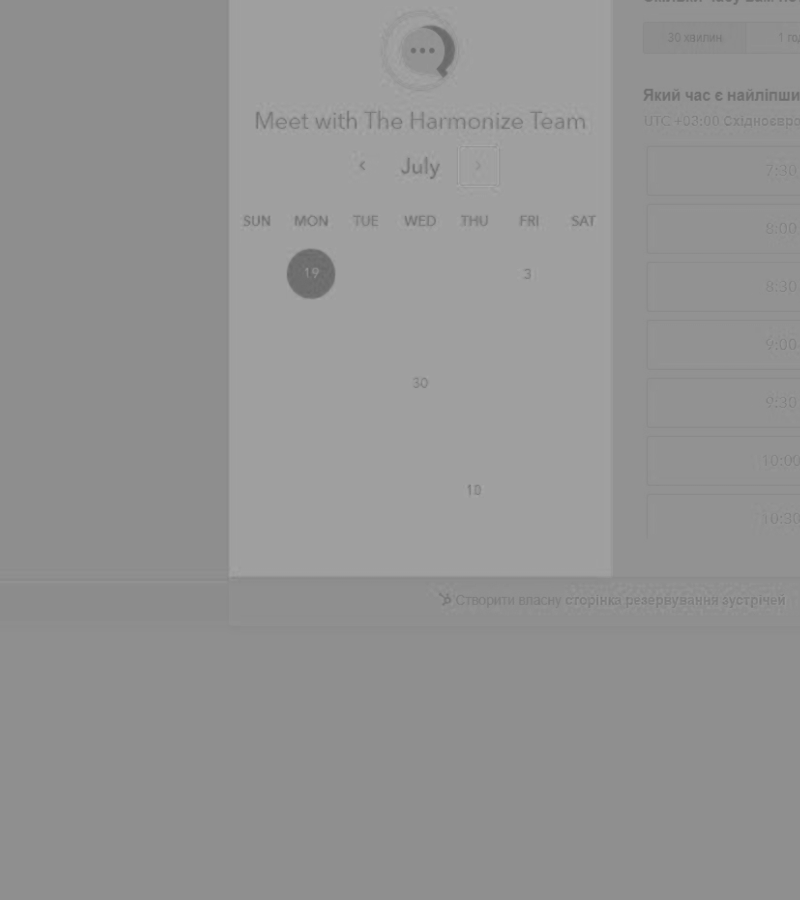 30 хвилин
Який час є найліпши
UTC +03:00 Східноєвро
Meet with The Harmonize Team
July
SUN MON TUE WED THU FRI SAT
19 3
30
18
7:30
8:00
8:30
9:00
9:30
10:00
10:30
Створити власну сторінка резервування зустрічей